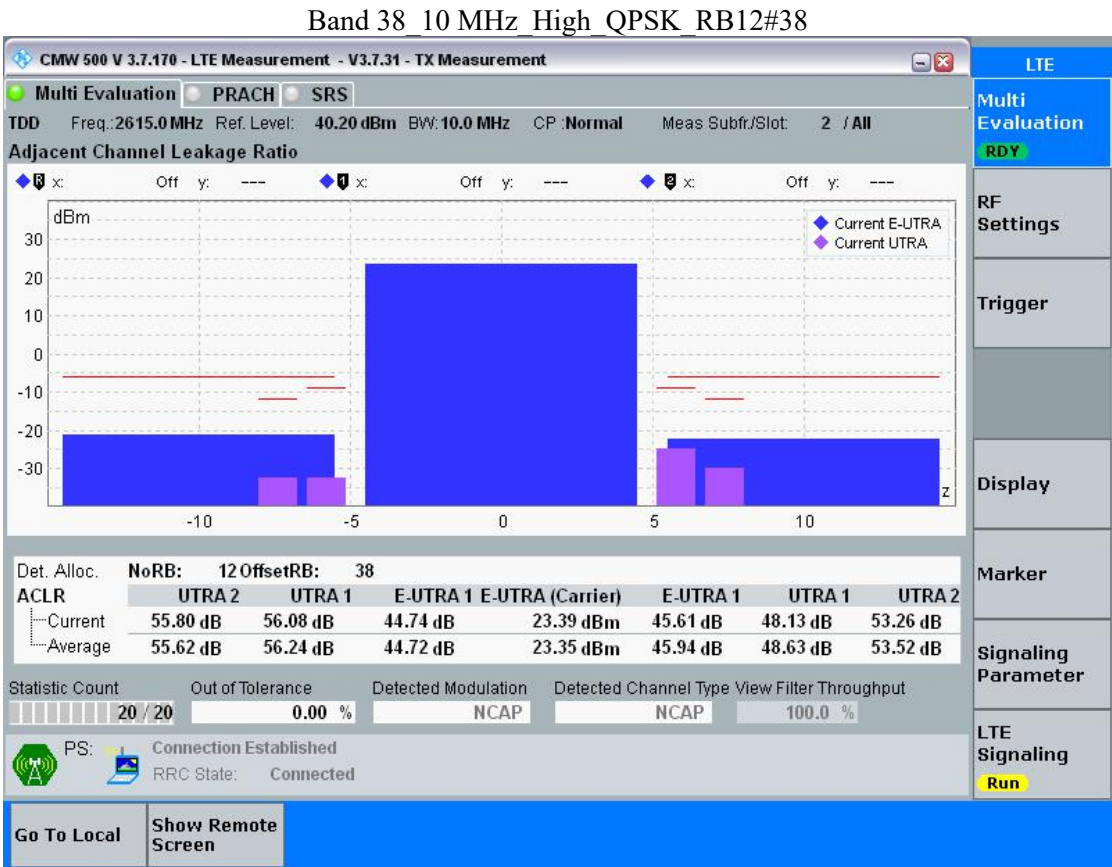 Band 38_10 MHz_High_QPSK_RB12#38
CMW 500 V 3.7.170 - LTE Measurement - V3.7.31 - TX Measurement
LTE
Multi Evaluation PRACH SRS
Multi Evaluation
RDY
TDD Freq.:2615.0 MHz Ref. Level: 40.20 dBm BW: 10.0 MHz CP :Normal Meas Subfr./Slot: 2 / All
Adjacent Channel Leakage Ratio
R x: Off y: --- 1 x: Off y: --- 2 x: Off y: ---
dBm
Current E-UTRA
Current UTRA
30
20
10
0
-10
-20
-30
z
-10 -5 0 5 10
RF Settings
Trigger
Display
Marker
Signaling Parameter
LTE Signaling
Run
Det. Alloc. NoRB: 12 OffsetRB: 38
ACLR UTRA 2 UTRA 1 E-UTRA 1 E-UTRA (Carrier) E-UTRA 1 UTRA 1 UTRA 2
Current 55.80 dB 56.08 dB 44.74 dB 23.39 dBm 45.61 dB 48.13 dB 53.26 dB
Average 55.62 dB 56.24 dB 44.72 dB 23.35 dBm 45.94 dB 48.63 dB 53.52 dB
Statistic Count Out of Tolerance Detected Modulation Detected Channel Type View Filter Throughput
20 / 20 0.00 % NCAP NCAP 100.0 %
PS: Connection Established
RRC State: Connected
Go To Local
Show Remote Screen